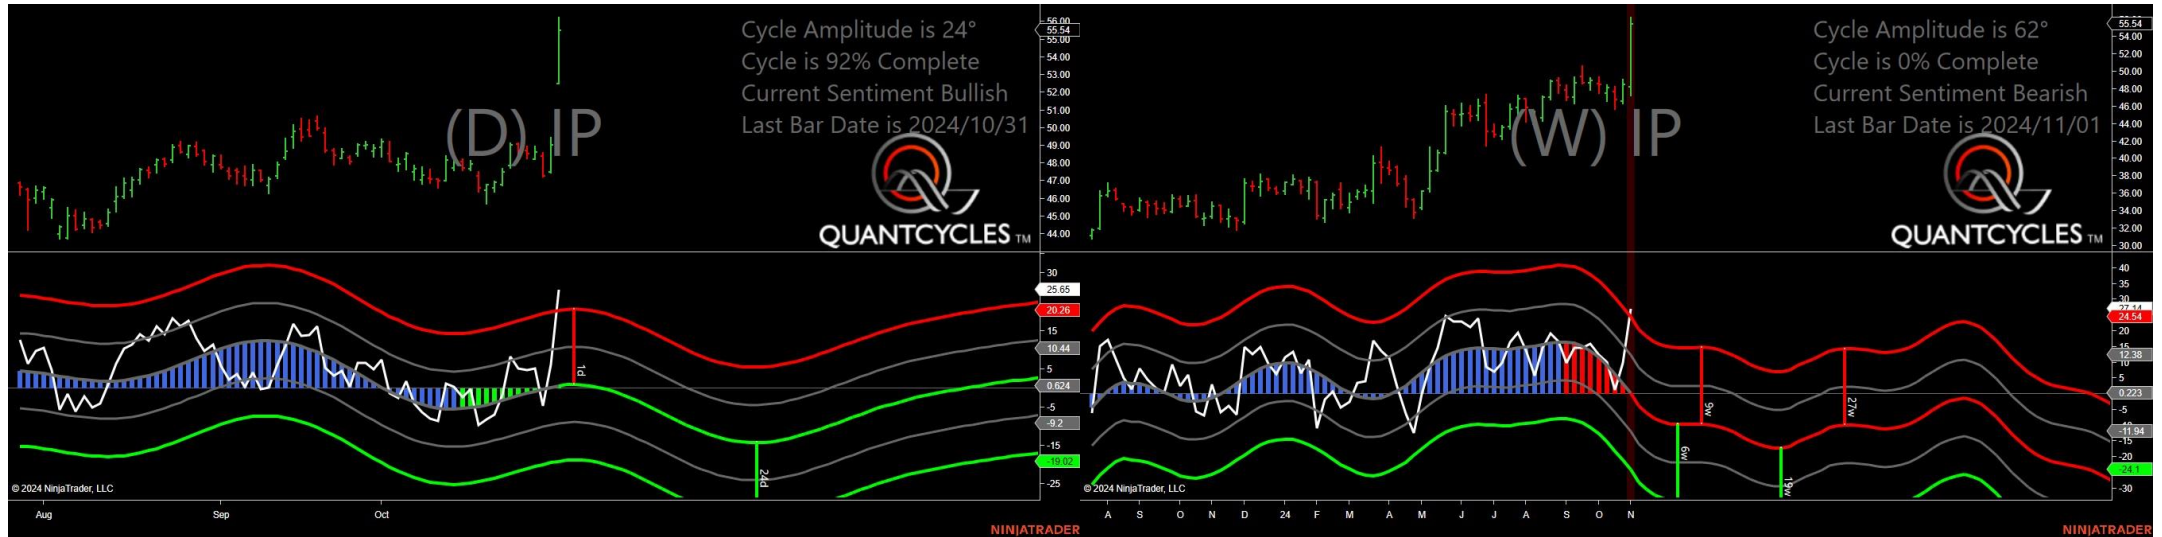 Cycle Amplitude is 24°
Cycle is 92% Complete
Current Sentiment Bullish
Last Bar Date is 2024/10/31
(D) IP
QUANTCYCLES TM
56.00
55.54
55.00
54.00
53.00
52.00
51.00
50.00
49.00
48.00
47.00
46.00
45.00
44.00
30
25.65
20.26
15
10.44
5
0.624
-5
-9.2
-15
-19.02
-25
1d
24d
© 2024 NinjaTrader, LLC
Aug Sep Oct
NINJATRADER
Cycle Amplitude is 62°
Cycle is 0% Complete
Current Sentiment Bearish
Last Bar Date is 2024/11/01
(W) IP
QUANTCYCLES TM
55.54
54.00
52.00
50.00
48.00
46.00
44.00
42.00
40.00
38.00
36.00
34.00
32.00
30.00
40
35
30
27.14
24.54
20
15
12.38
10
5
0.223
-5
-11.94
-15
-20
-24.1
-30
9w
6w
27w
19w
© 2024 NinjaTrader, LLC
A S O N D 24 F M A M J J A S O N
NINJATRADER